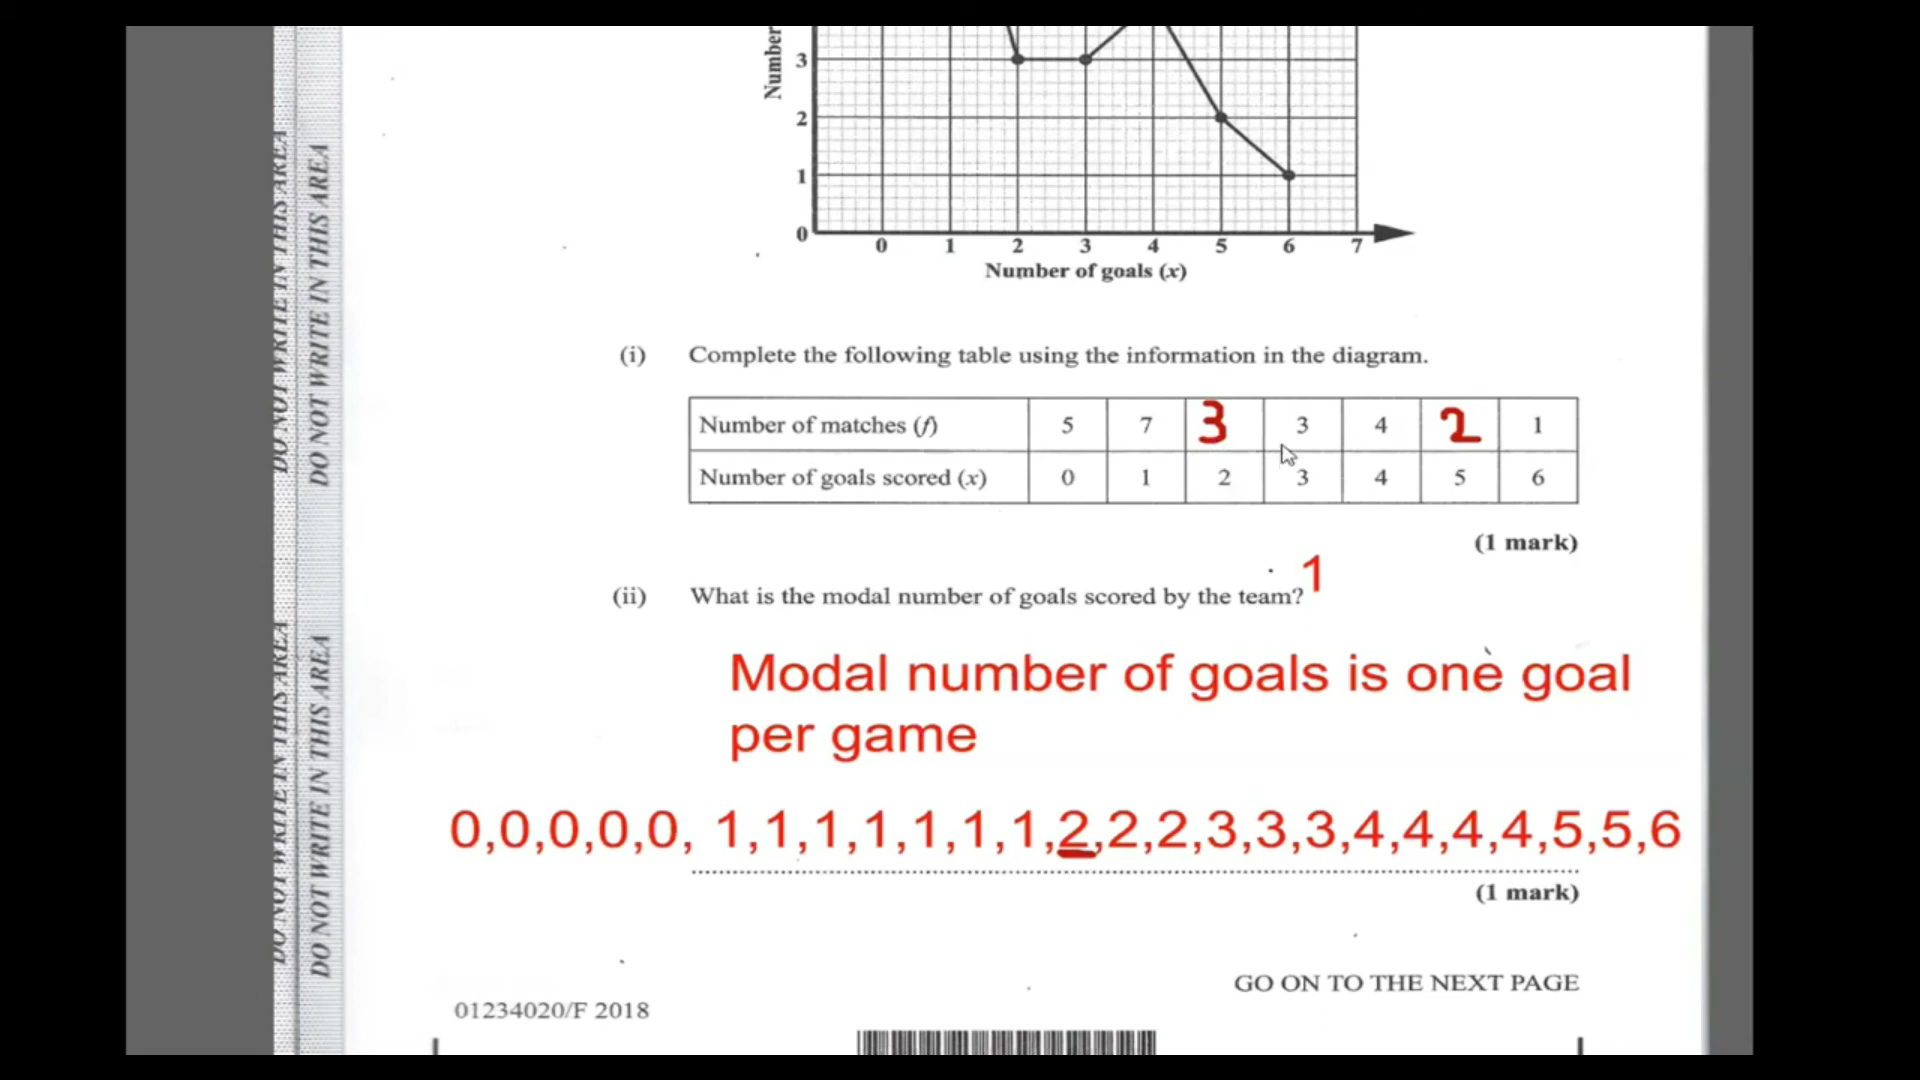 Number
3
2
1
0
0 1 2 3 4 5 6 7
Number of goals (x)
(i) Complete the following table using the information in the diagram.
Number of matches (f) 5 7 3 3 4 2 1
Number of goals scored (x) 0 1 2 3 4 5 6
(1 mark)
(ii) What is the modal number of goals scored by the team? 1
Modal number of goals is one goal
per game
0,0,0,0,0, 1,1,1,1,1,1,1,2,2,2,3,3,3,4,4,4,4,5,5,6
(1 mark)
GO ON TO THE NEXT PAGE
01234020/F 2018
DO NOT WRITE IN THIS AREA
DO NOT WRITE IN THIS AREA
DO NOT WRITE IN THIS AREA
DO NOT WRITE IN THIS AREA